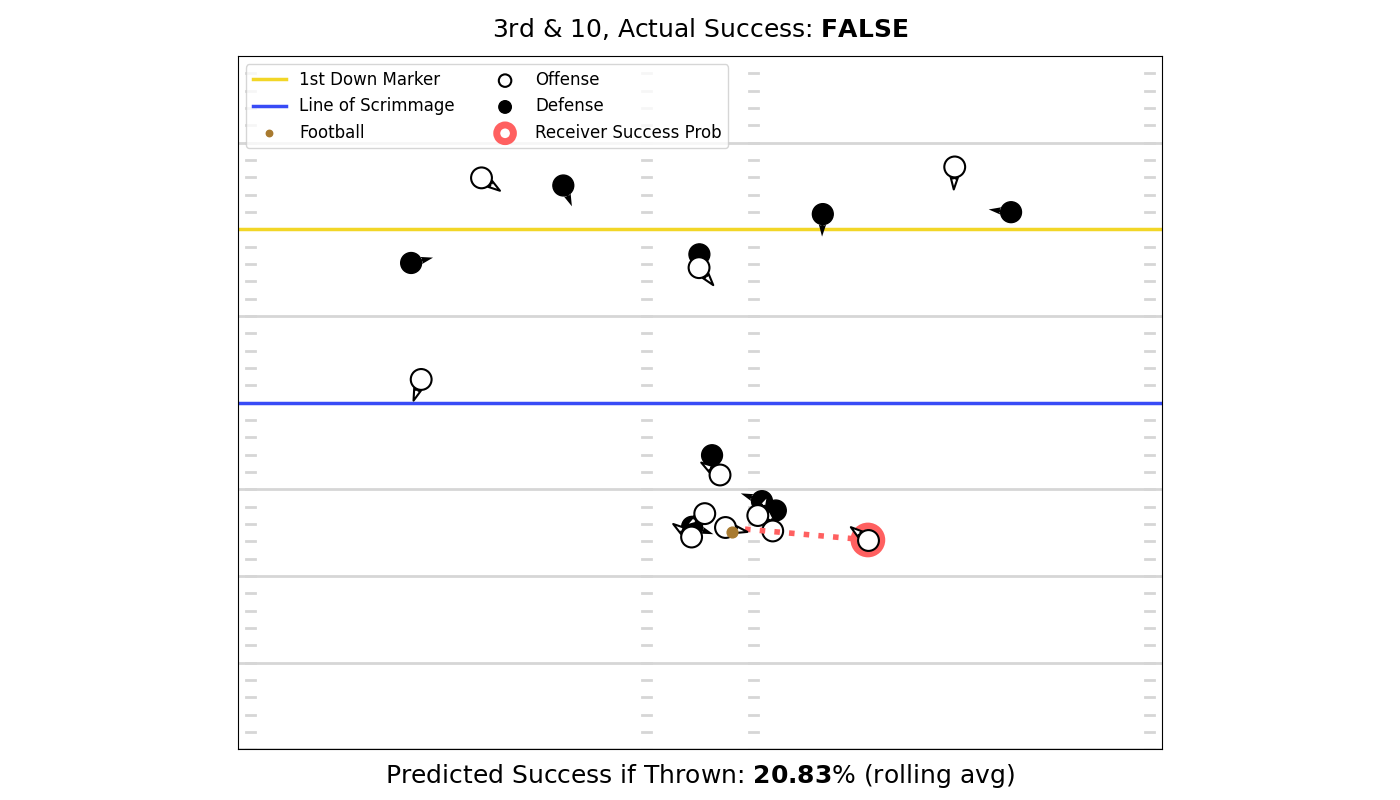 3rd & 10, Actual Success: FALSE
1st Down Marker
Line of Scrimmage
Football
Offense
Defense
Receiver Success Prob
Predicted Success if Thrown: 20.83% (rolling avg)